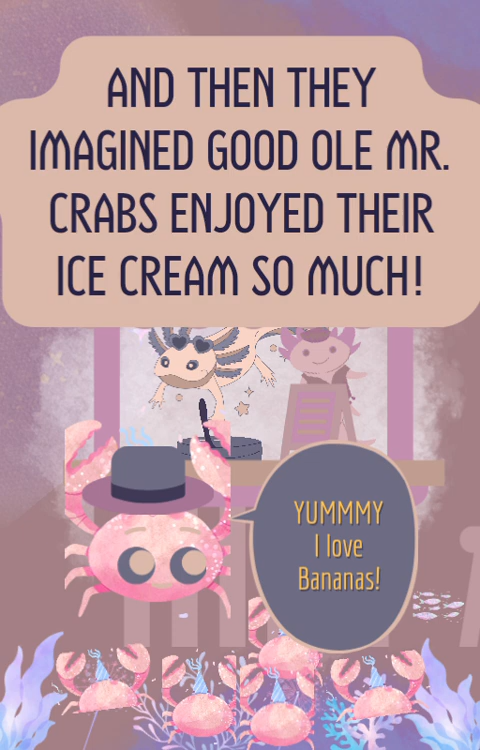 AND THEN THEY
IMAGINED GOOD OLE MR.
CRABS ENJOYED THEIR
ICE CREAM SO MUCH!
YUMMMY
I love
Bananas!